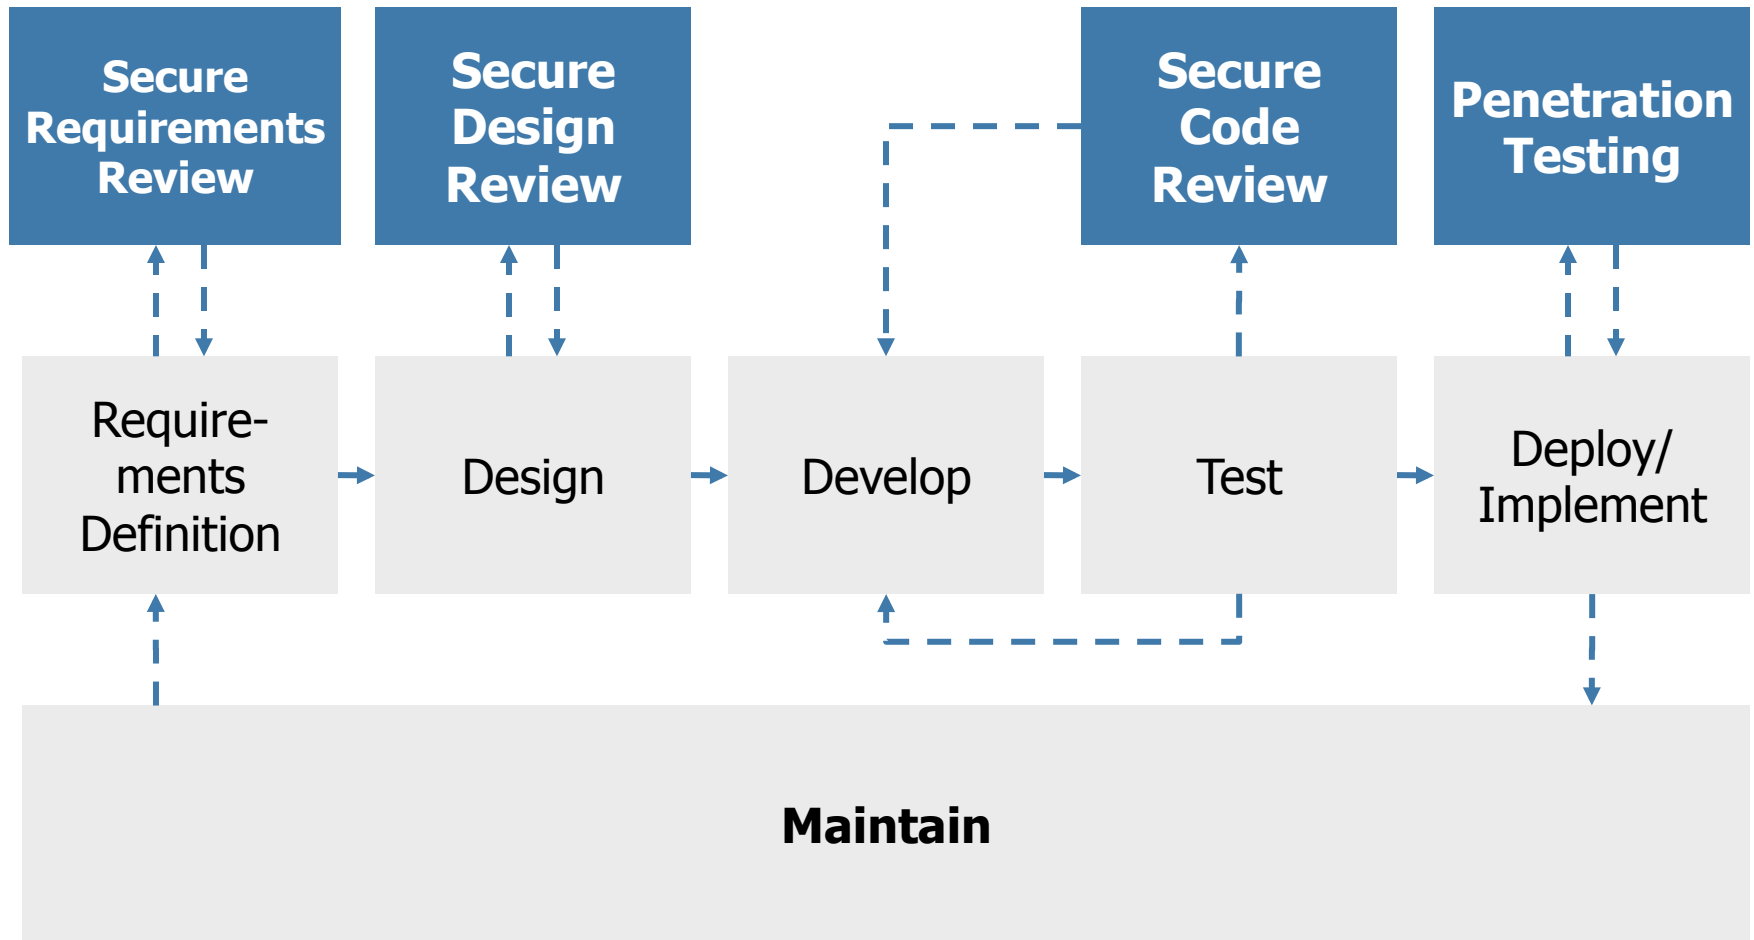 Secure
Requirements
Review
Secure
Design
Review
Secure
Code
Review
Penetration
Testing
Require-
ments
Definition
Design
Develop
Test
Deploy/
Implement
Maintain